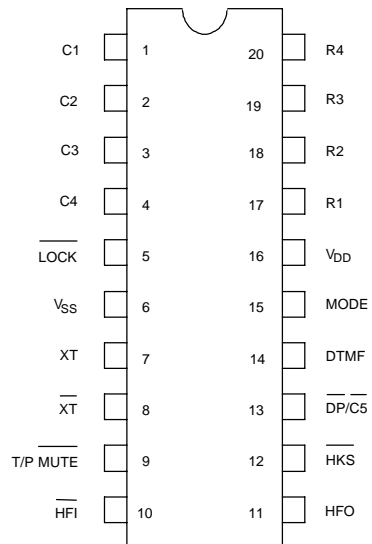 C1 1 20 R4
C2 2 19 R3
C3 3 18 R2
C4 4 17 R1
LOCK 5 16 VDD
VSS 6 15 MODE
XT 7 14 DTMF
XT 8 13 DP/C5
T/P MUTE 9 12 HKS
HFI 10 11 HFO